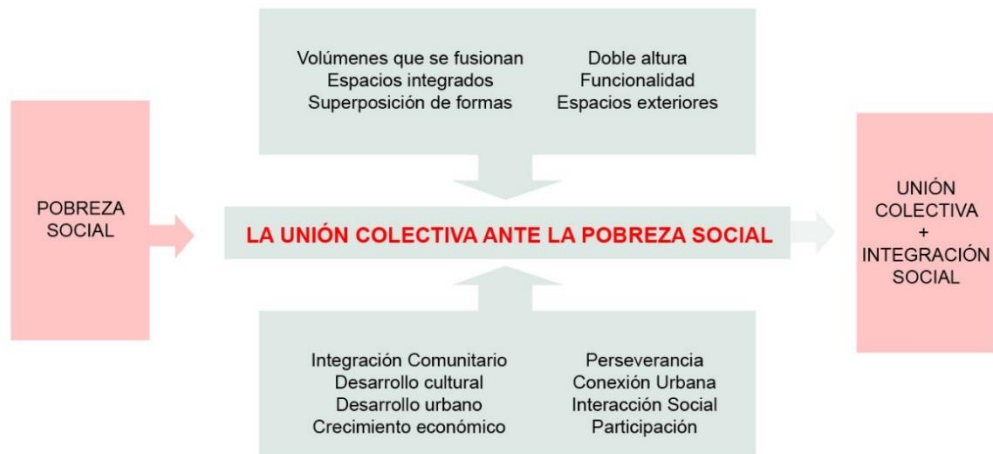 Volúmenes que se fusionan
Espacios integrados
Superposición de formas
Doble altura
Funcionalidad
Espacios exteriores
POBREZA
SOCIAL
LA UNIÓN COLECTIVA ANTE LA POBREZA SOCIAL
UNIÓN
COLECTIVA
+
INTEGRACIÓN
SOCIAL
Integración Comunitario
Desarrollo cultural
Desarrollo urbano
Crecimiento económico
Perseverancia
Conexión Urbana
Interacción Social
Participación